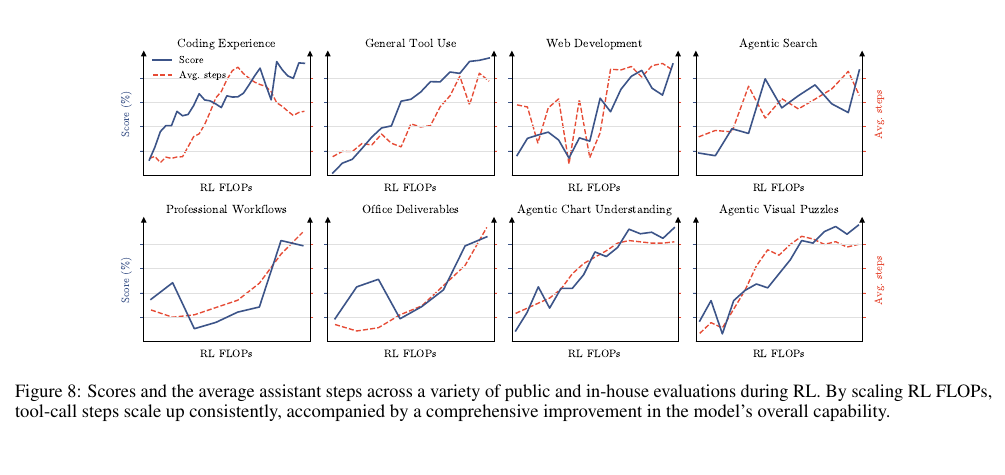 Coding Experience
General Tool Use
Web Development
Agentic Search
Score
Avg. steps
Score (%)
Avg. steps
RL FLOPs
RL FLOPs
RL FLOPs
RL FLOPs
Professional Workflows
Office Deliverables
Agentic Chart Understanding
Agentic Visual Puzzles
Score (%)
Avg. steps
RL FLOPs
RL FLOPs
RL FLOPs
RL FLOPs
Figure 8: Scores and the average assistant steps across a variety of public and in-house evaluations during RL. By scaling RL FLOPs,
tool-call steps scale up consistently, accompanied by a comprehensive improvement in the model's overall capability.